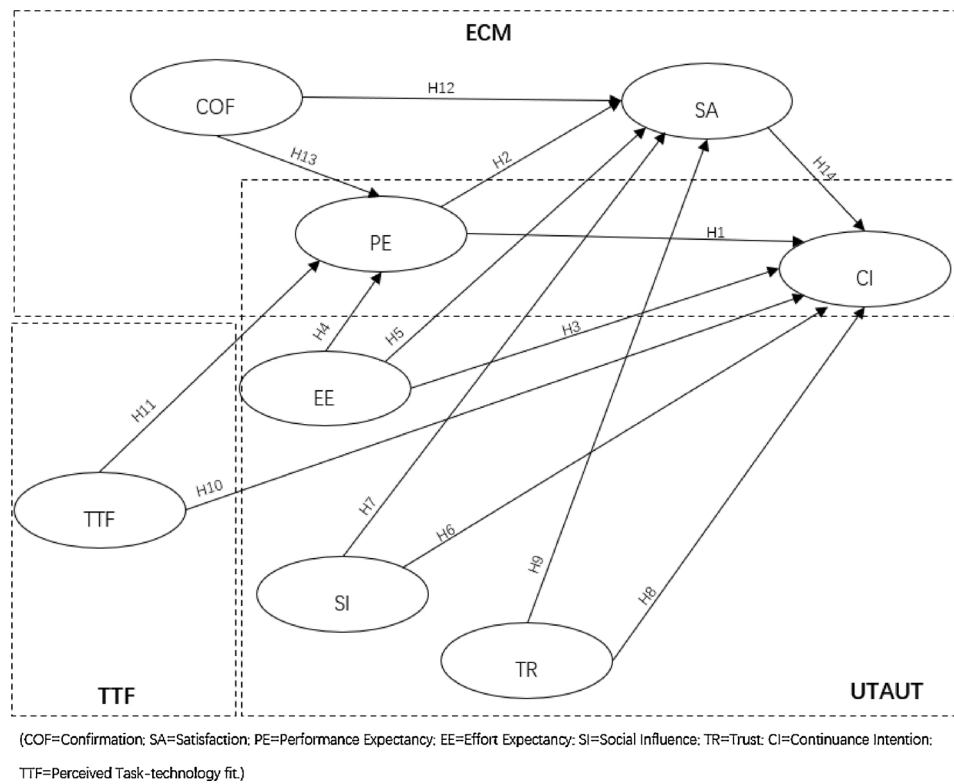 ECM
H12
COF
SA
H13
H2
H14
PE
H1
CI
H4
H5
H3
EE
H11
H10
TTF
H7
H6
SI
H9
H8
TR
TTF
UTAUT
(COF=Confirmation; SA=Satisfaction; PE=Performance Expectancy; EE=Effort Expectancy; SI=Social Influence; TR=Trust; CI=Continuance Intention;
TTF=Perceived Task-technology fit.)